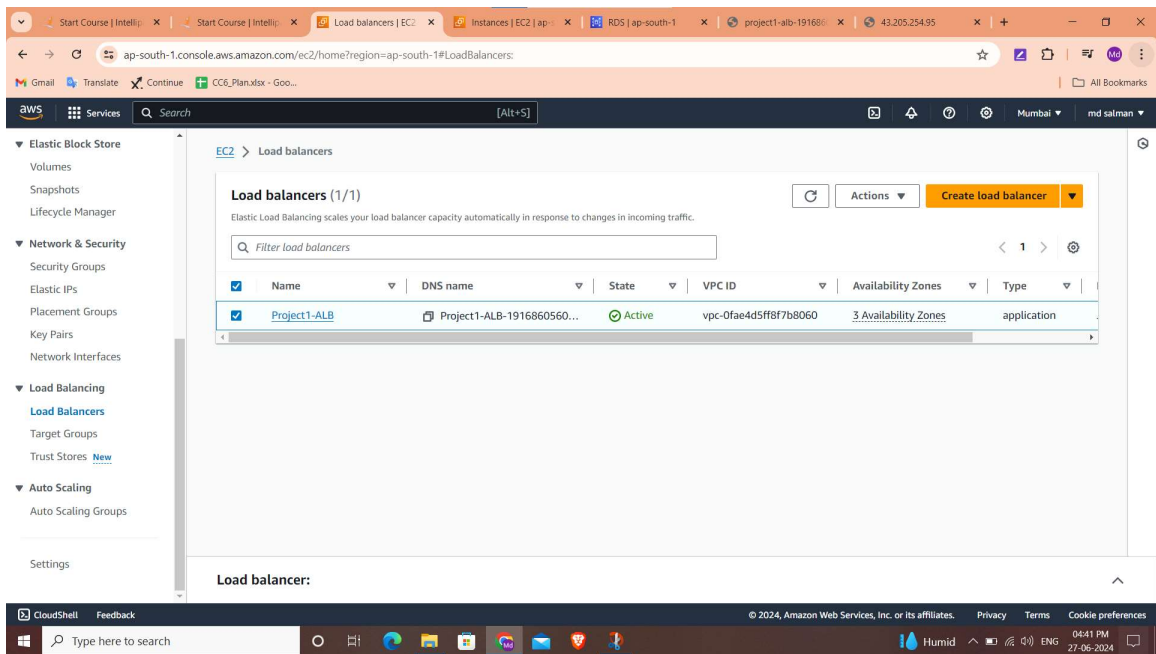 Start Course | Intellip
Start Course | Intellip
Load balancers | EC2
Instances | EC2 | ap-s
RDS | ap-south-1
project1-alb-191686
43.205.254.95
ap-south-1.console.aws.amazon.com/ec2/home?region=ap-south-1#LoadBalancers:
Md
Gmail Translate Continue CC6_Plan.xlsx - Goo...
All Bookmarks
aws Services Search [Alt+S] Mumbai md salman
Elastic Block Store
Volumes
Snapshots
Lifecycle Manager
Network & Security
Security Groups
Elastic IPs
Placement Groups
Key Pairs
Network Interfaces
Load Balancing
Load Balancers
Target Groups
Trust Stores New
Auto Scaling
Auto Scaling Groups
Settings
EC2 > Load balancers
Load balancers (1/1)
Actions
Create load balancer
Elastic Load Balancing scales your load balancer capacity automatically in response to changes in incoming traffic.
Filter load balancers
1
Name DNS name State VPC ID Availability Zones Type
Project1-ALB Project1-ALB-1916860560... Active vpc-0fae4d5ff8f7b8060 3 Availability Zones application
Load balancer:
CloudShell Feedback © 2024, Amazon Web Services, Inc. or its affiliates. Privacy Terms Cookie preferences
Type here to search
Humid
ENG
04:41 PM
27-06-2024